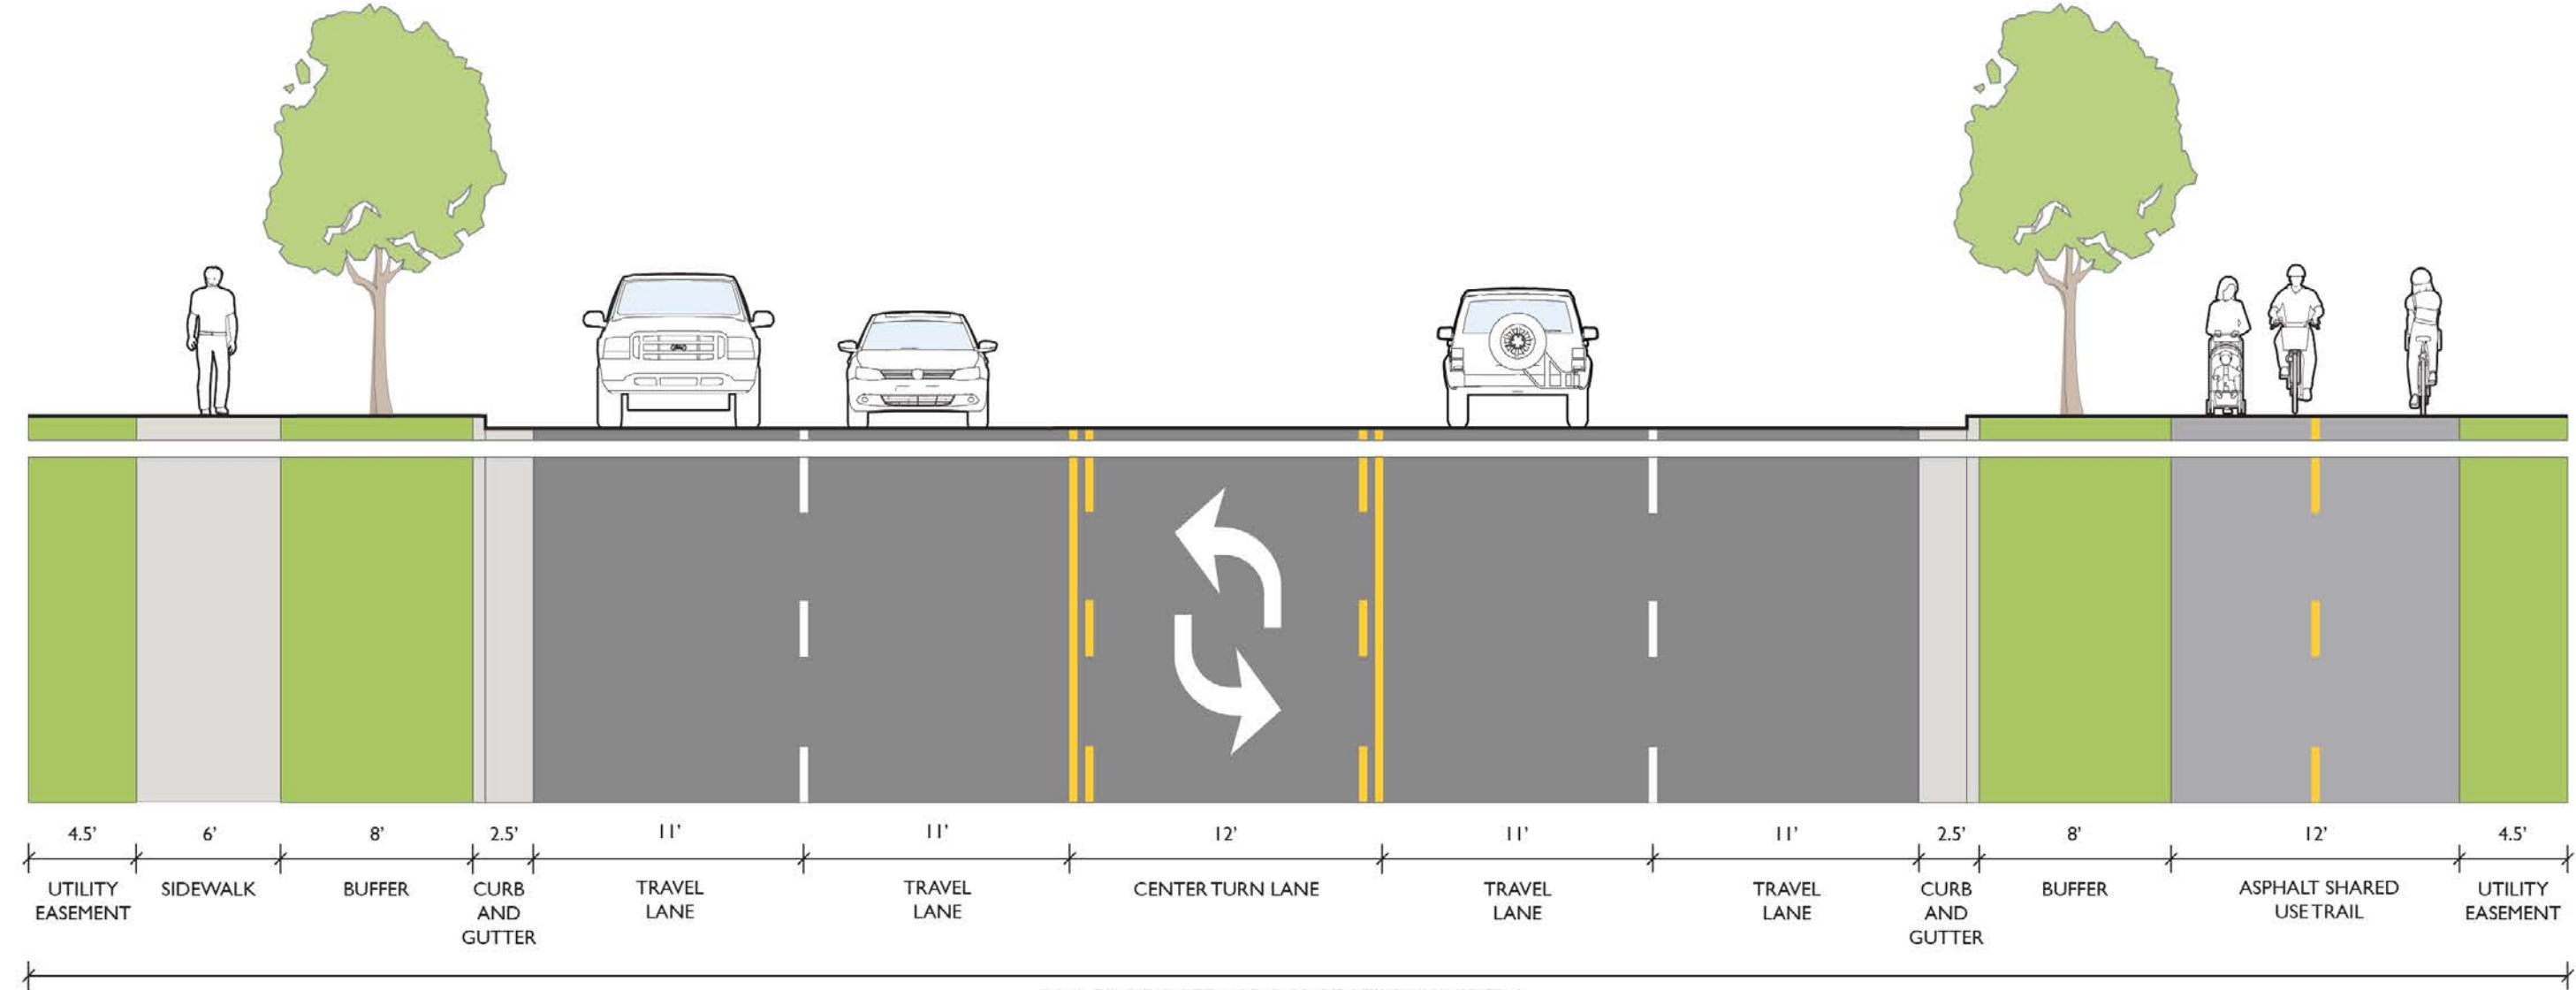 4.5’ 6’ 8’ 2.5’ 11’ 11’ 12’ 11’ 11’ 2.5’ 8’ 12’ 4.5’
UTILITY
EASEMENT
SIDEWALK
BUFFER
CURB
AND
GUTTER
TRAVEL
LANE
TRAVEL
LANE
CENTER TURN LANE
TRAVEL
LANE
TRAVEL
LANE
CURB
AND
GUTTER
BUFFER
ASPHALT SHARED
USE TRAIL
UTILITY
EASEMENT